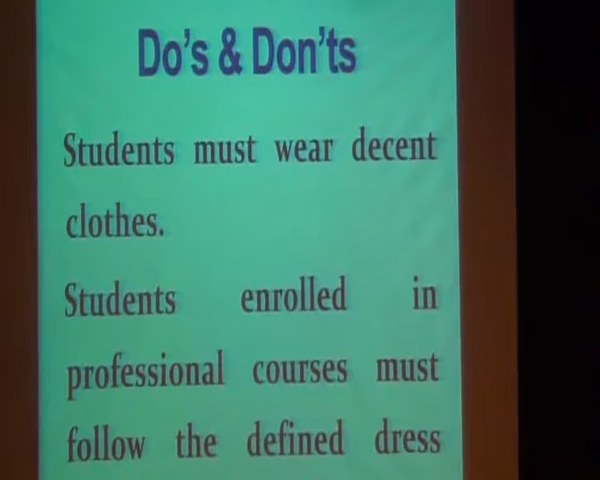 Do's & Don'ts
Students must wear decent
clothes.
Students enrolled in
professional courses must
follow the defined dress